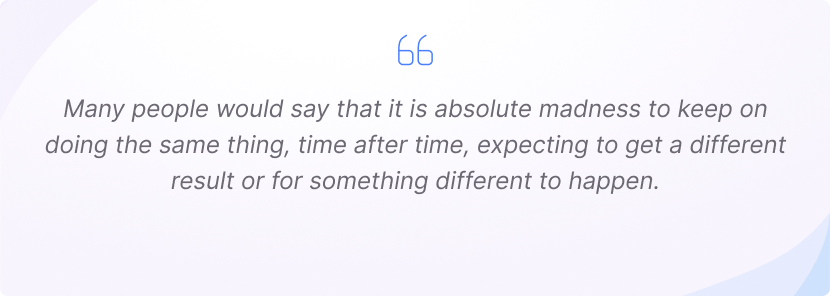 Many people would say that it is absolute madness to keep on
doing the same thing, time after time, expecting to get a different
result or for something different to happen.